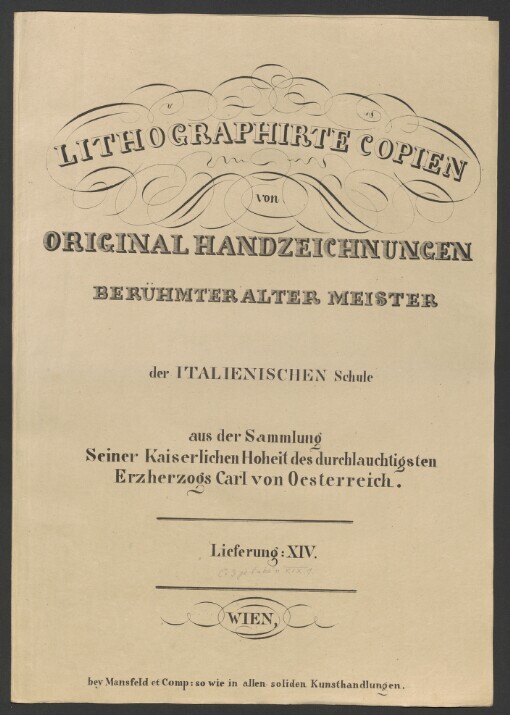 LITHOGRAPHIRTE COPIEN
von
ORIGINAL HANDZEICHNUNGEN
BERÜHMTER ALTER MEISTER
der ITALIENISCHEN Schule
aus der Sammlung
Seiner Kaiserlichen Hoheit des durchlauchtigsten
Erzherzogs Carl von Oesterreich.
Lieferung: XIV.
WIEN,
bey Mansfeld et Comp: so wie in allen soliden Kunsthandlungen.